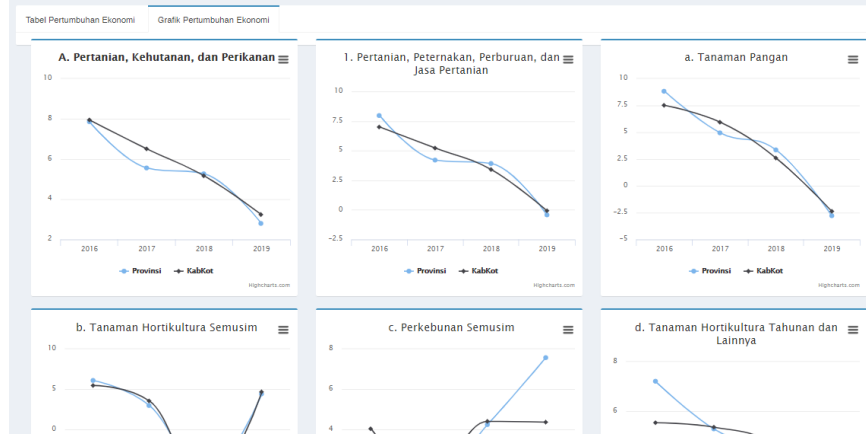 Tabel Pertumbuhan Ekonomi
Grafik Pertumbuhan Ekonomi
A. Pertanian, Kehutanan, dan Perikanan
10
8
6
4
2
2016 2017 2018 2019
Provinsi KabKot
Highcharts.com
1. Pertanian, Peternakan, Perburuan, dan
Jasa Pertanian
10
7.5
5
2.5
0
-2.5
2016 2017 2018 2019
Provinsi KabKot
Highcharts.com
a. Tanaman Pangan
10
7.5
5
2.5
0
-2.5
-5
2016 2017 2018 2019
Provinsi KabKot
Highcharts.com
b. Tanaman Hortikultura Semusim
10
5
0
c. Perkebunan Semusim
8
6
4
d. Tanaman Hortikultura Tahunan dan
Lainnya
8
6